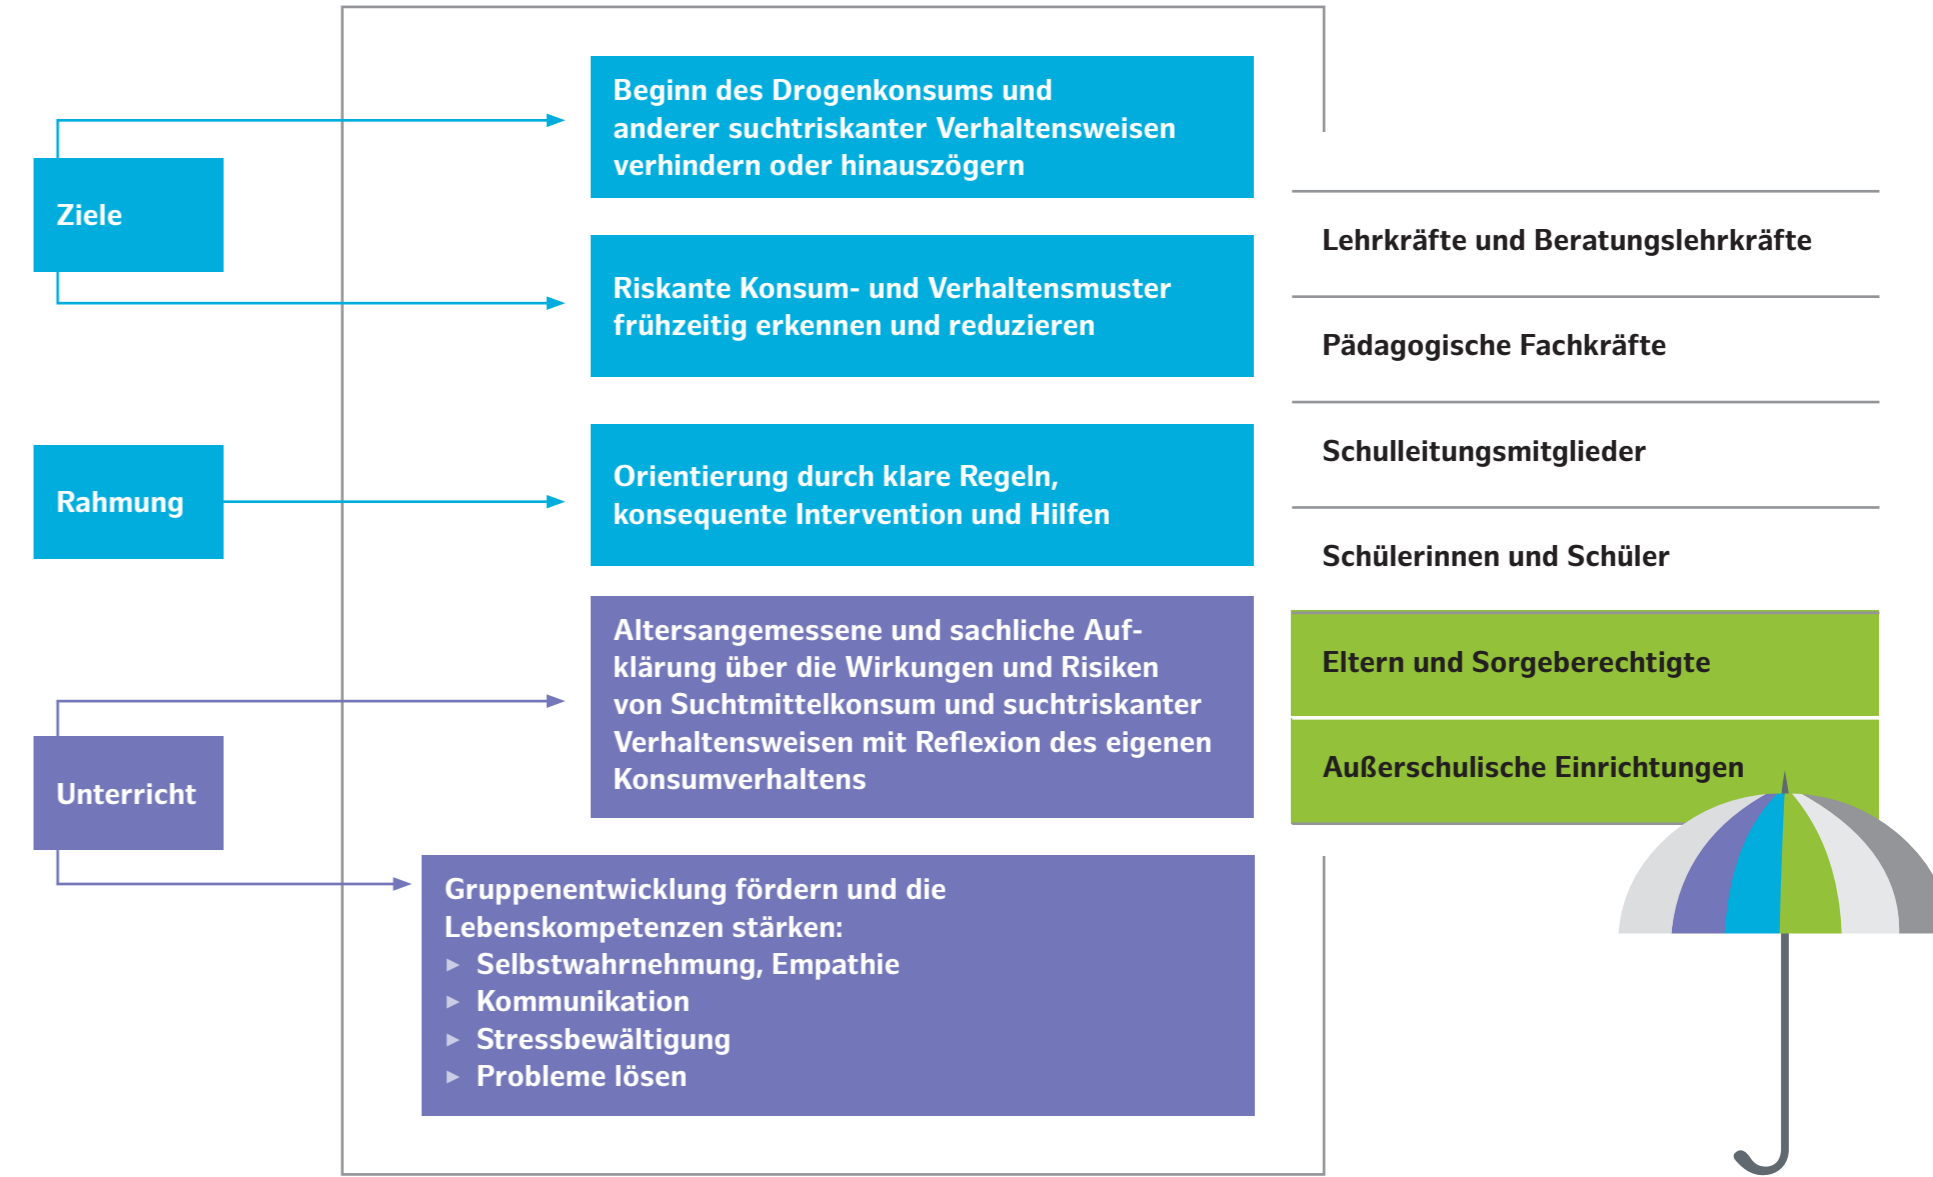 Ziele
Beginn des Drogenkonsums und
anderer suchtriskanter Verhaltensweisen
verhindern oder hinauszögern
Riskante Konsum- und Verhaltensmuster
frühzeitig erkennen und reduzieren
Rahmung
Orientierung durch klare Regeln,
konsequente Intervention und Hilfen
Unterricht
Altersangemessene und sachliche Auf-
klärung über die Wirkungen und Risiken
von Suchtmittelkonsum und suchtriskanter
Verhaltensweisen mit Reflexion des eigenen
Konsumverhaltens
Gruppenentwicklung fördern und die
Lebenskompetenzen stärken:
▸ Selbstwahrnehmung, Empathie
▸ Kommunikation
▸ Stressbewältigung
▸ Probleme lösen
Lehrkräfte und Beratungslehrkräfte
Pädagogische Fachkräfte
Schulleitungsmitglieder
Schülerinnen und Schüler
Eltern und Sorgeberechtigte
Außerschulische Einrichtungen